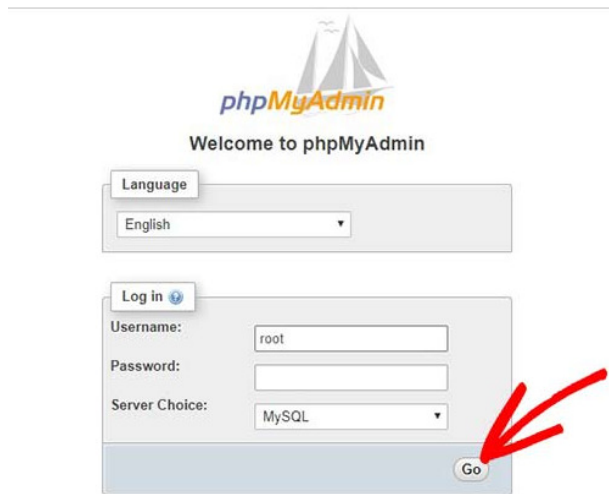 phpMyAdmin
Welcome to phpMyAdmin
Language
English
Log in
Username:
root
Password:
Server Choice:
MySQL
Go